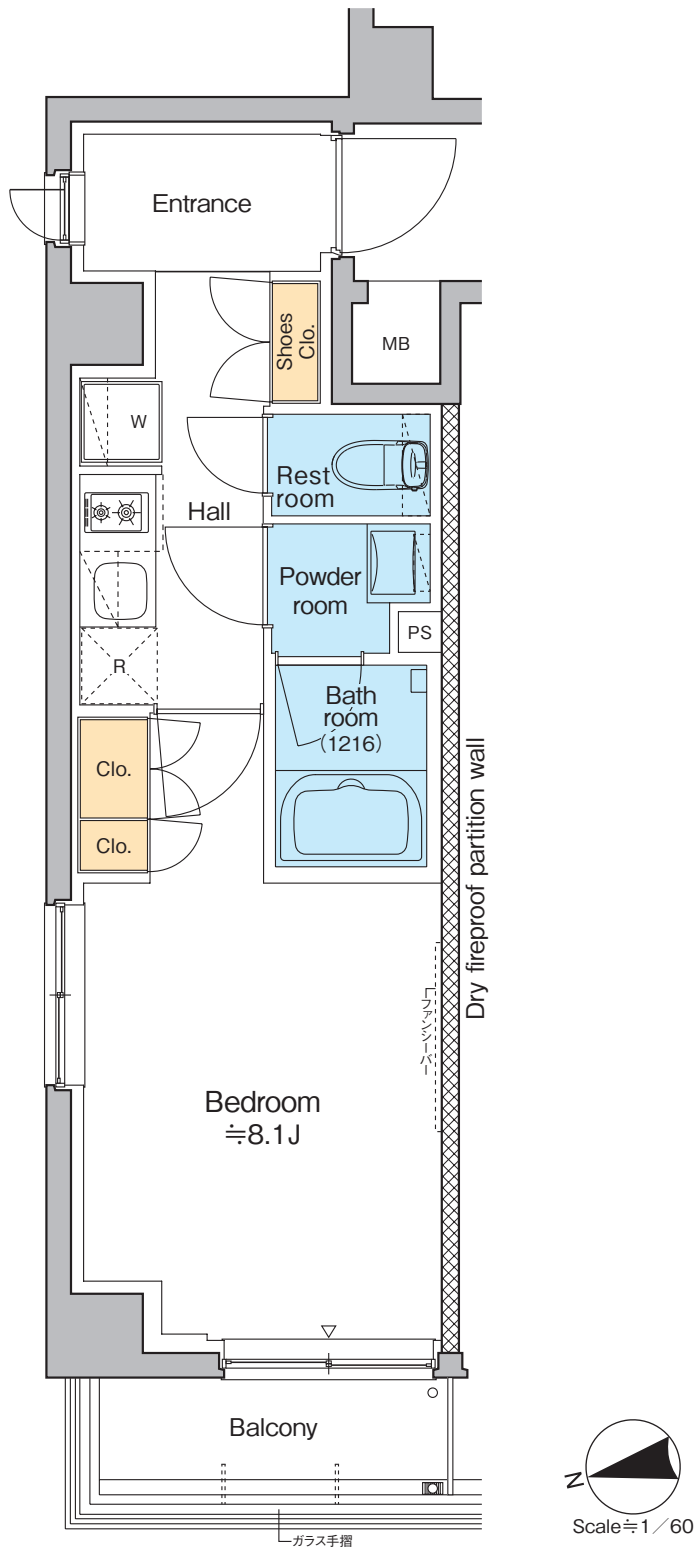 Entrance
Shoes
Clo.
MB
W
Rest
room
Hall
Powder
room
PS
R
Bath
room
(1216)
Clo.
Clo.
Dry fireproof partition wall
ファンシーバー
Bedroom
≒8.1J
Balcony
ガラス手摺
N
Scale≒1／60